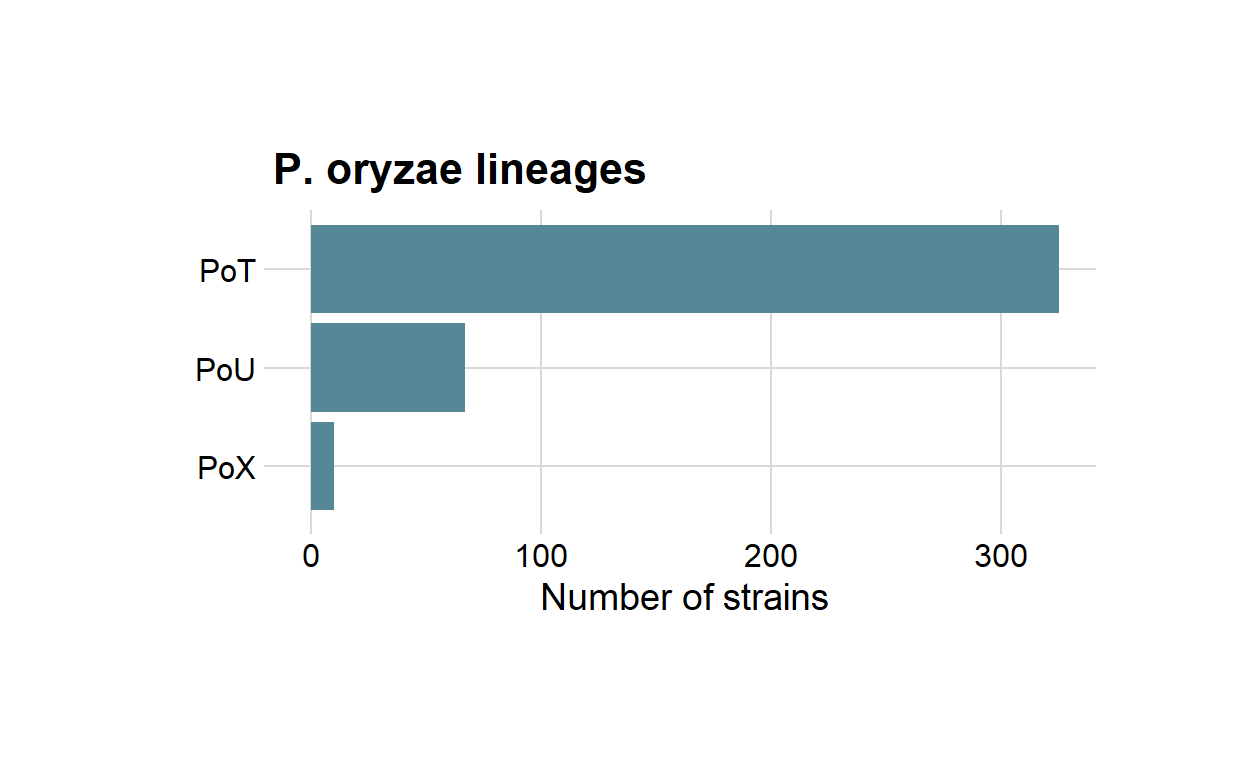 P. oryzae lineages
PoT
PoU
PoX
0 100 200 300
Number of strains